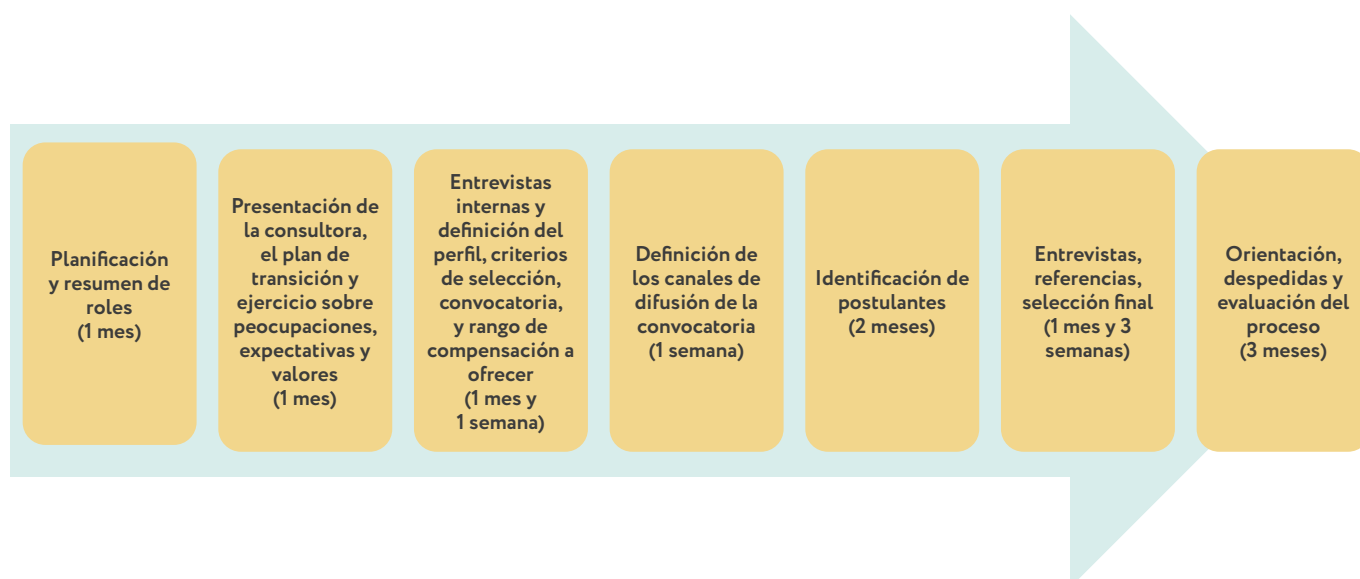 Planificación
y resumen de
roles
(1 mes)
Presentación de
la consultora,
el plan de
transición y
ejercicio sobre
peocupaciones,
expectativas y
valores
(1 mes)
Entrevistas
internas y
definición del
perfil, criterios
de selección,
convocatoria,
y rango de
compensación a
ofrecer
(1 mes y
1 semana)
Definición de
los canales de
difusión de la
convocatoria
(1 semana)
Identificación de
postulantes
(2 meses)
Entrevistas,
referencias,
selección final
(1 mes y 3
semanas)
Orientación,
despedidas y
evaluación del
proceso
(3 meses)